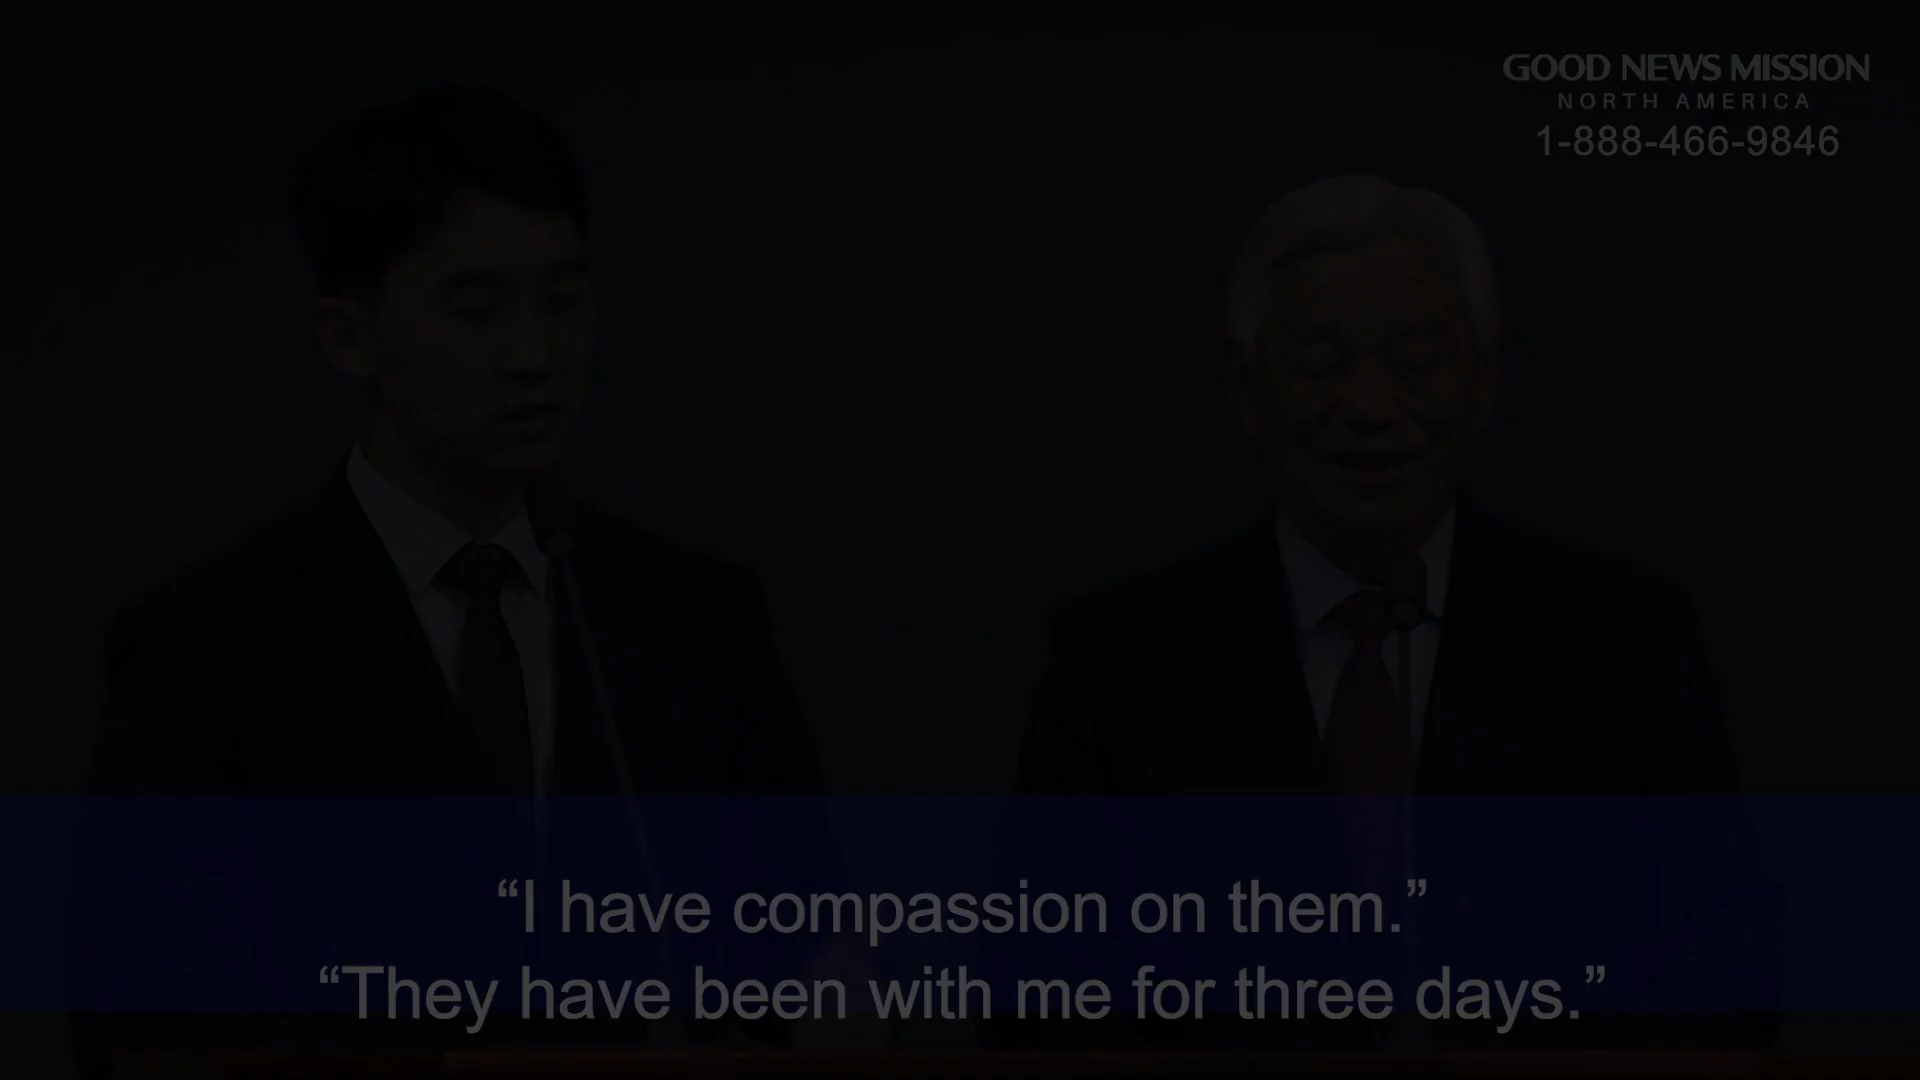 GOOD NEWS MISSION
NORTH AMERICA
1-888-466-9846
“I have compassion on them.”
“They have been with me for three days.”